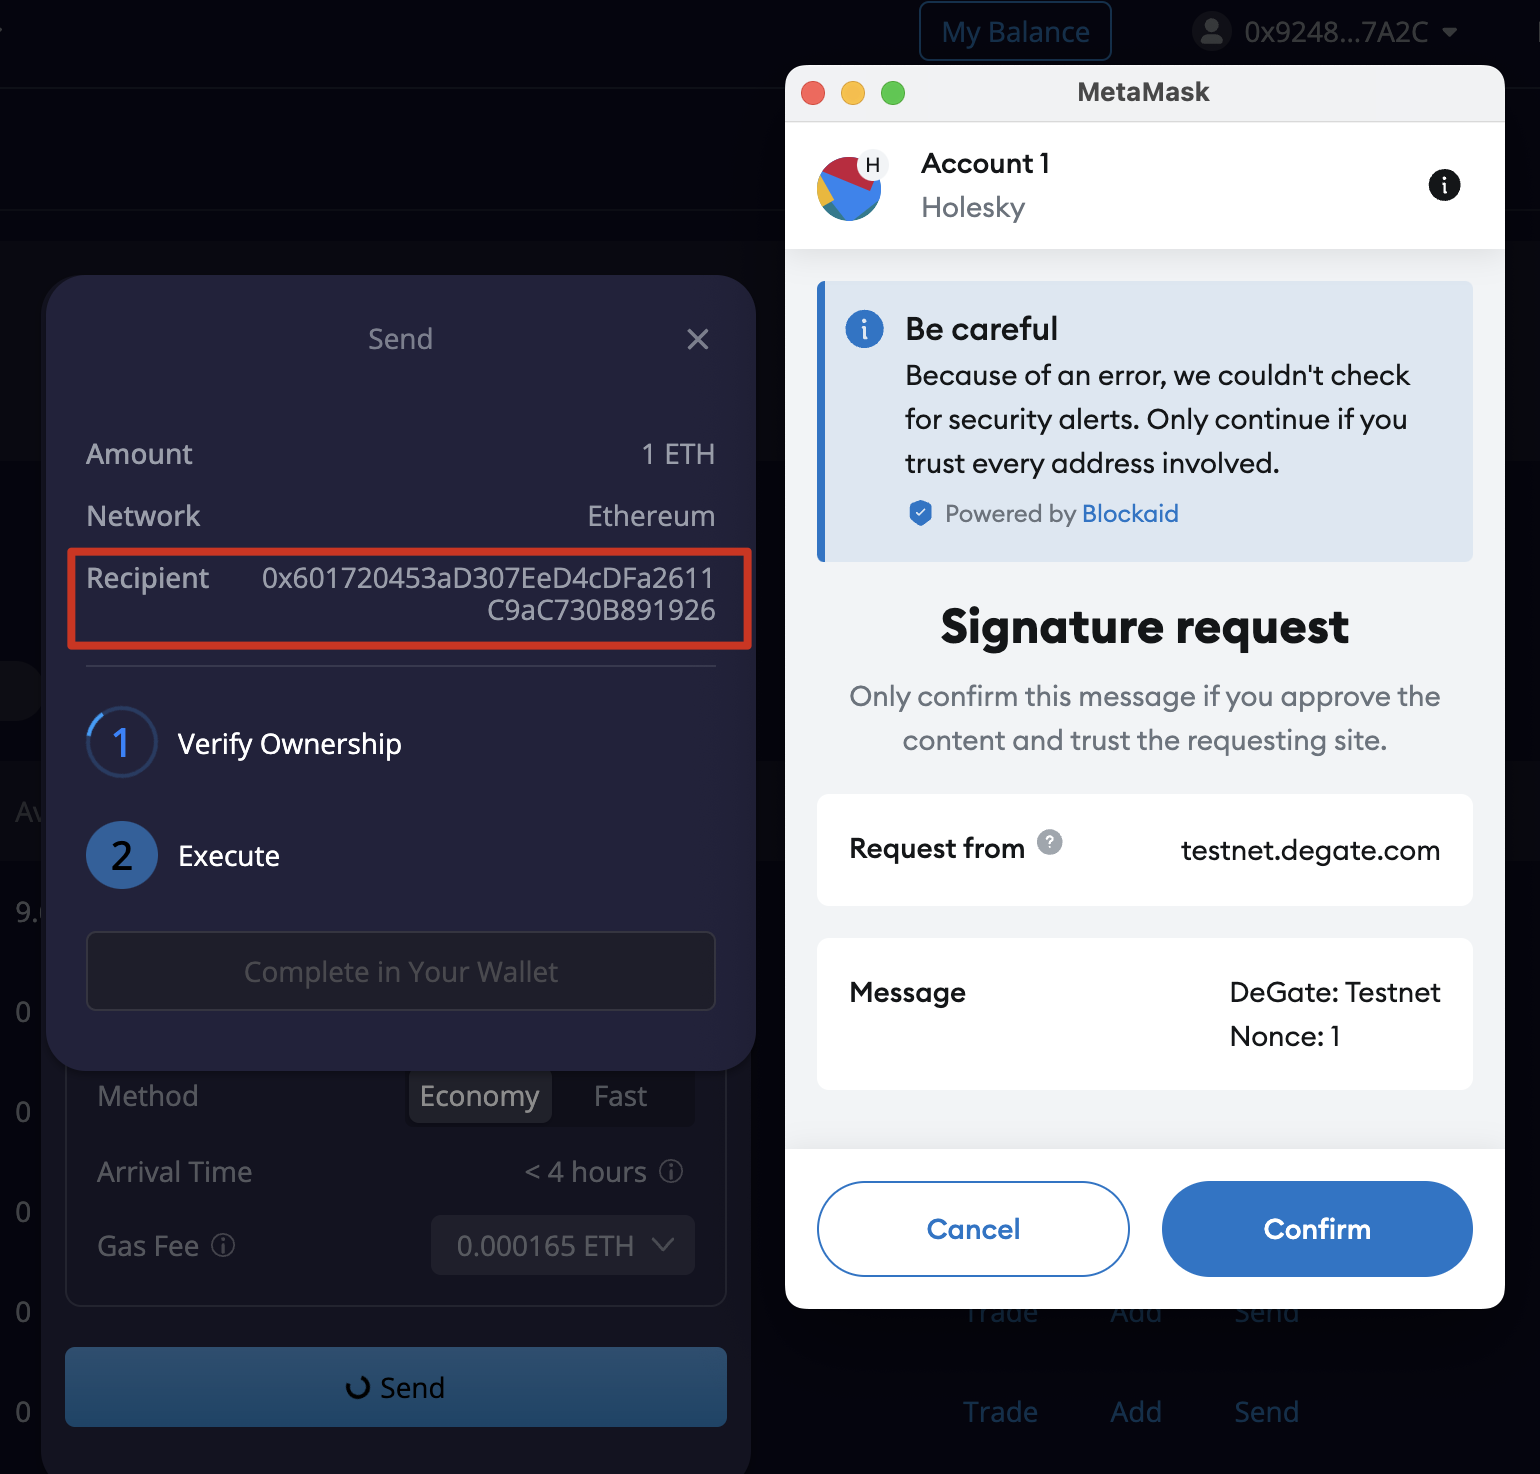 My Balance
0x9248...7A2C
MetaMask
H
Account 1
Holesky
Be careful
Because of an error, we couldn't check
for security alerts. Only continue if you
trust every address involved.
Powered by Blockaid
Signature request
Only confirm this message if you approve the
content and trust the requesting site.
Request from ?
testnet.degate.com
Message
DeGate: Testnet
Nonce: 1
Cancel
Confirm
Send
Amount
1 ETH
Network
Ethereum
Recipient
0x601720453aD307EeD4cDFa2611
C9aC730B891926
1 Verify Ownership
2 Execute
Complete in Your Wallet
Method
Economy
Fast
Arrival Time
< 4 hours
Gas Fee
0.000165 ETH
Send
9.
0
0
0
0
0
Trade
Add
Send
Trade
Add
Send